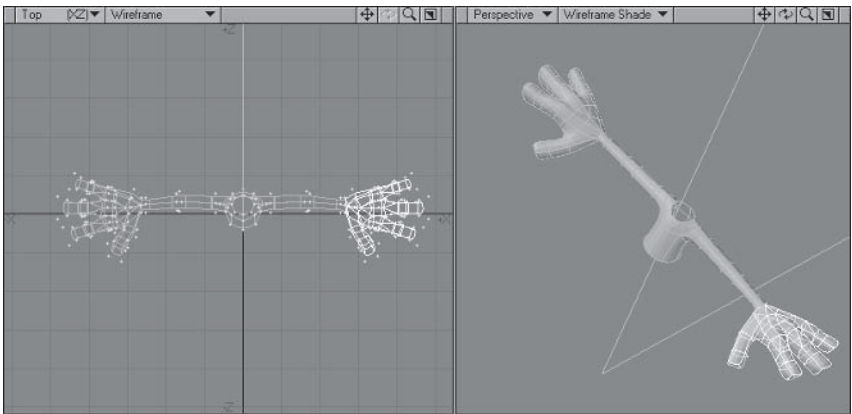 Top (XZ) Wireframe
Perspective Wireframe Shade
+Z
-X
+X
-Z